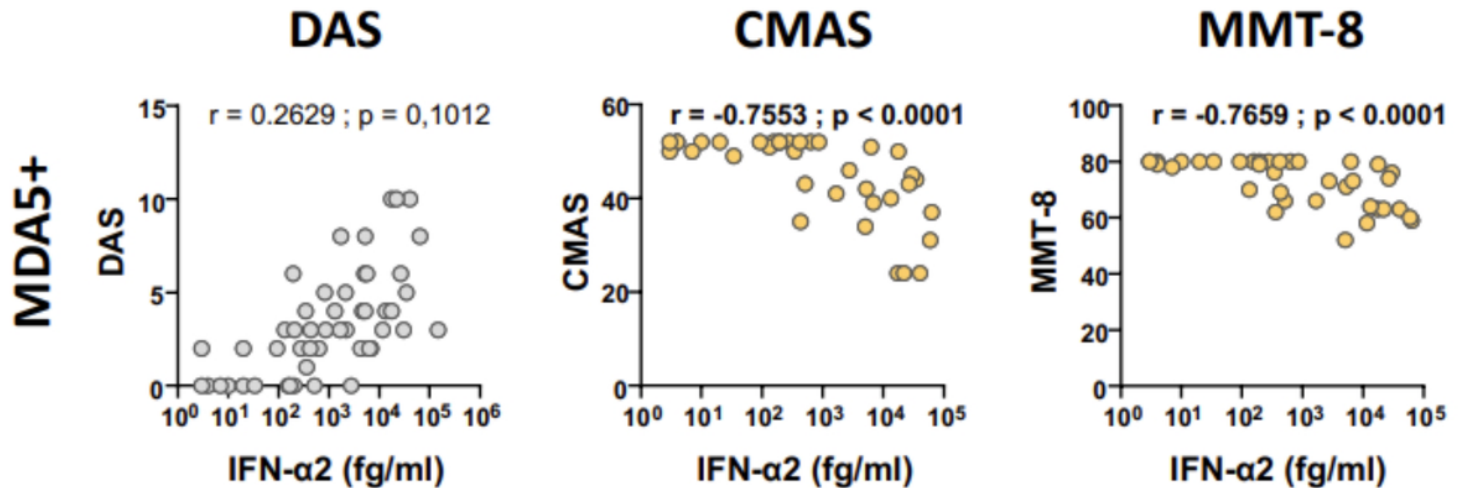 DAS
CMAS
MMT-8
MDA5+
DAS
15
10
5
0
r = 0.2629 ; p = 0,1012
10⁰ 10¹ 10² 10³ 10⁴ 10⁵ 10⁶
IFN-α2 (fg/ml)
CMAS
60
40
20
0
r = -0.7553 ; p < 0.0001
10⁰ 10¹ 10² 10³ 10⁴ 10⁵
IFN-α2 (fg/ml)
MMT-8
100
80
60
40
20
0
r = -0.7659 ; p < 0.0001
10⁰ 10¹ 10² 10³ 10⁴ 10⁵
IFN-α2 (fg/ml)